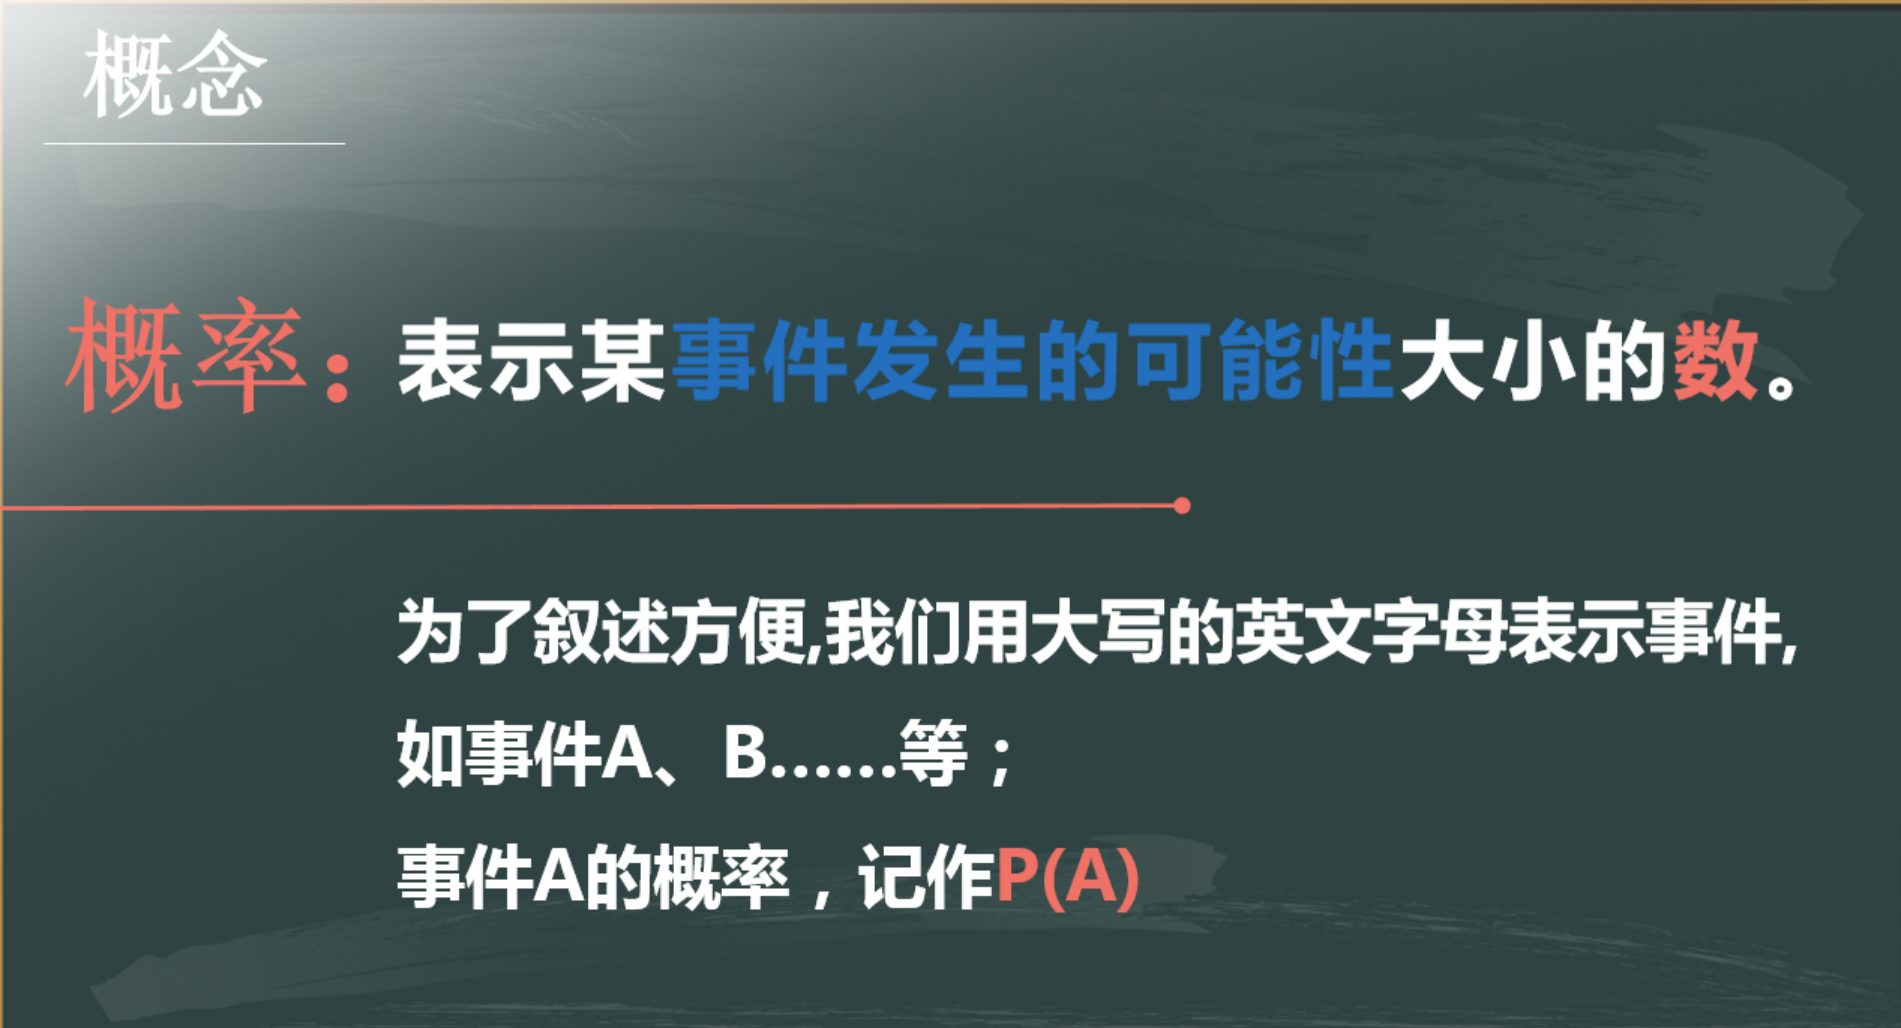 概念
概率：表示某事件发生的可能性大小的数。
为了叙述方便,我们用大写的英文字母表示事件,
如事件A、B……等；
事件A的概率，记作P(A)